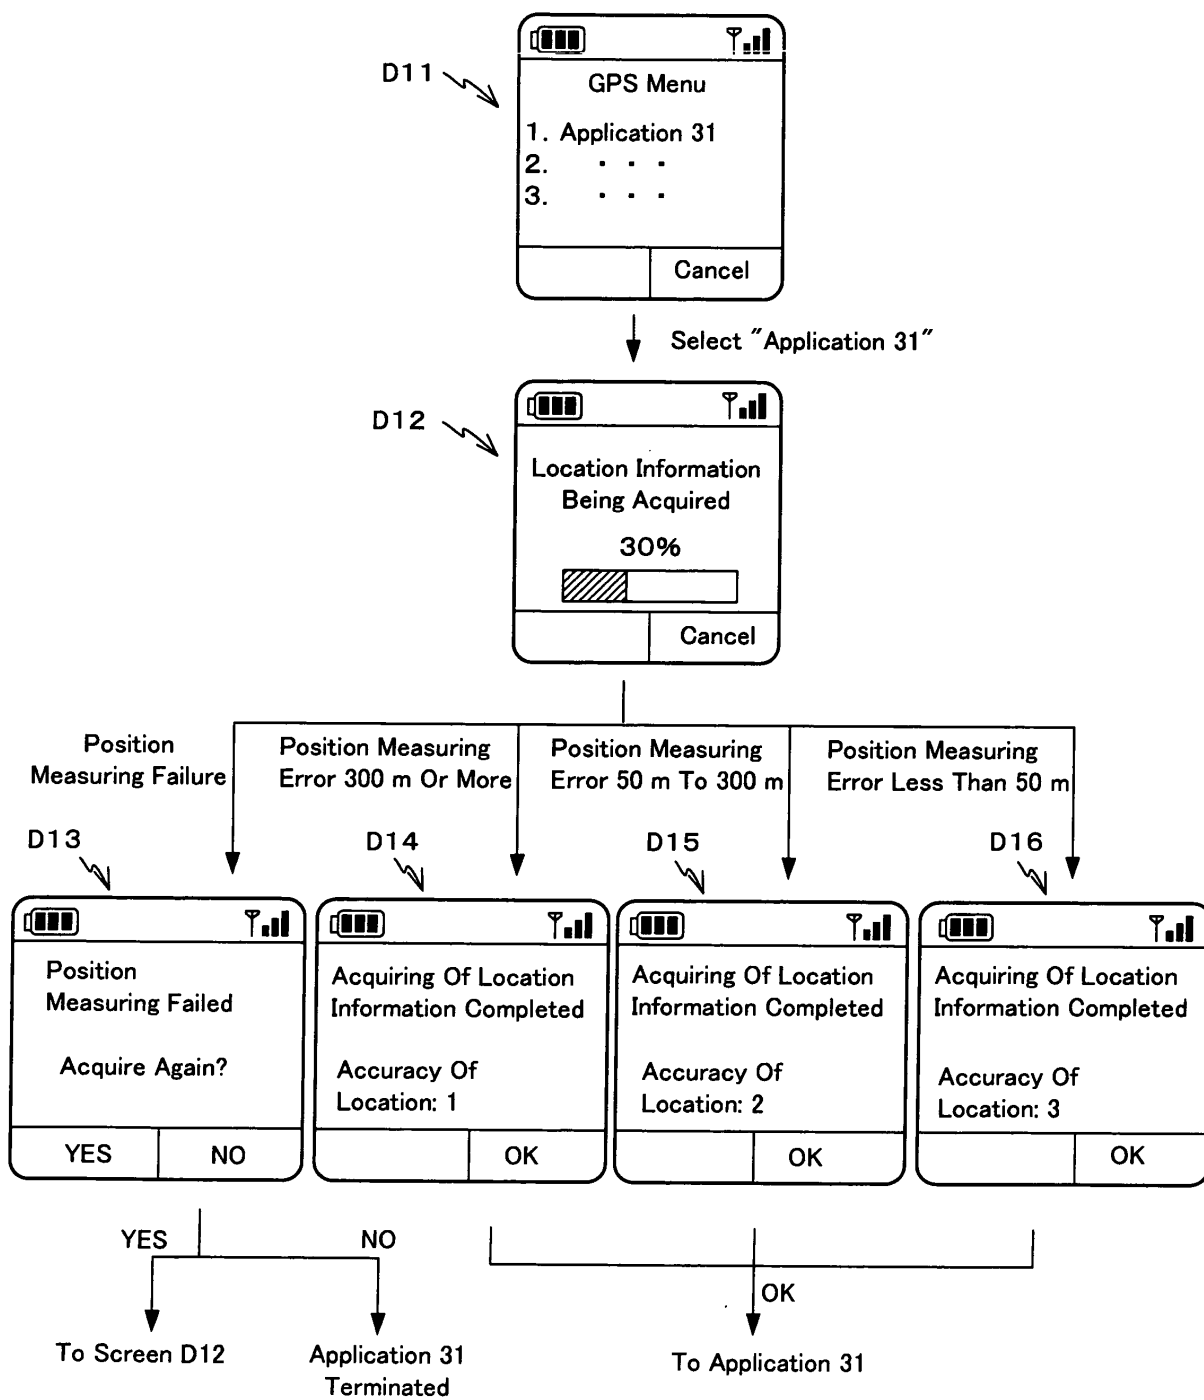 D11
GPS Menu
1. Application 31
2. . . .
3. . . .
Cancel
Select "Application 31"
D12
Location Information
Being Acquired
30%
Cancel
Position
Measuring Failure
Position Measuring
Error 300 m Or More
Position Measuring
Error 50 m To 300 m
Position Measuring
Error Less Than 50 m
D13
D14
D15
D16
Position
Measuring Failed
Acquire Again?
YES NO
Acquiring Of Location
Information Completed
Accuracy Of
Location: 1
OK
Acquiring Of Location
Information Completed
Accuracy Of
Location: 2
OK
Acquiring Of Location
Information Completed
Accuracy Of
Location: 3
OK
YES
NO
OK
To Screen D12
Application 31
Terminated
To Application 31